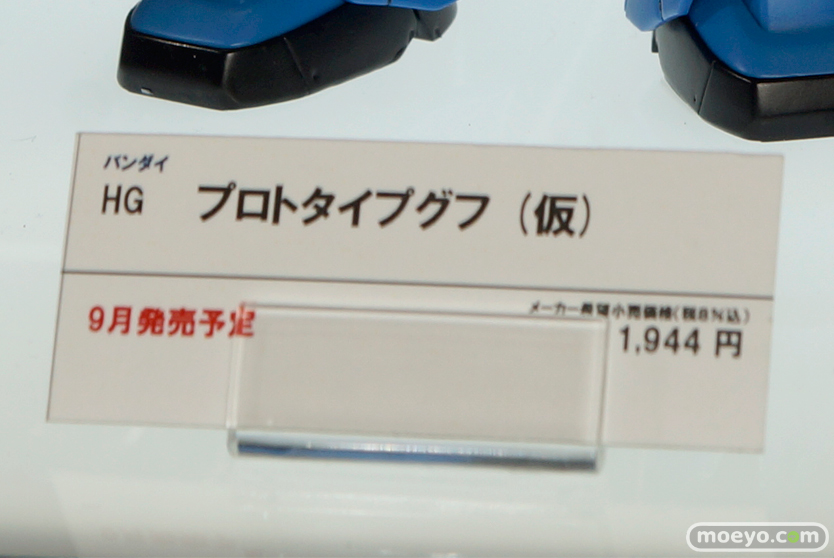 バンダイ
HG プロトタイプグフ (仮)
9月発売予定
メーカー希望小売価格(税8%込)
1,944 円
moeyo.com